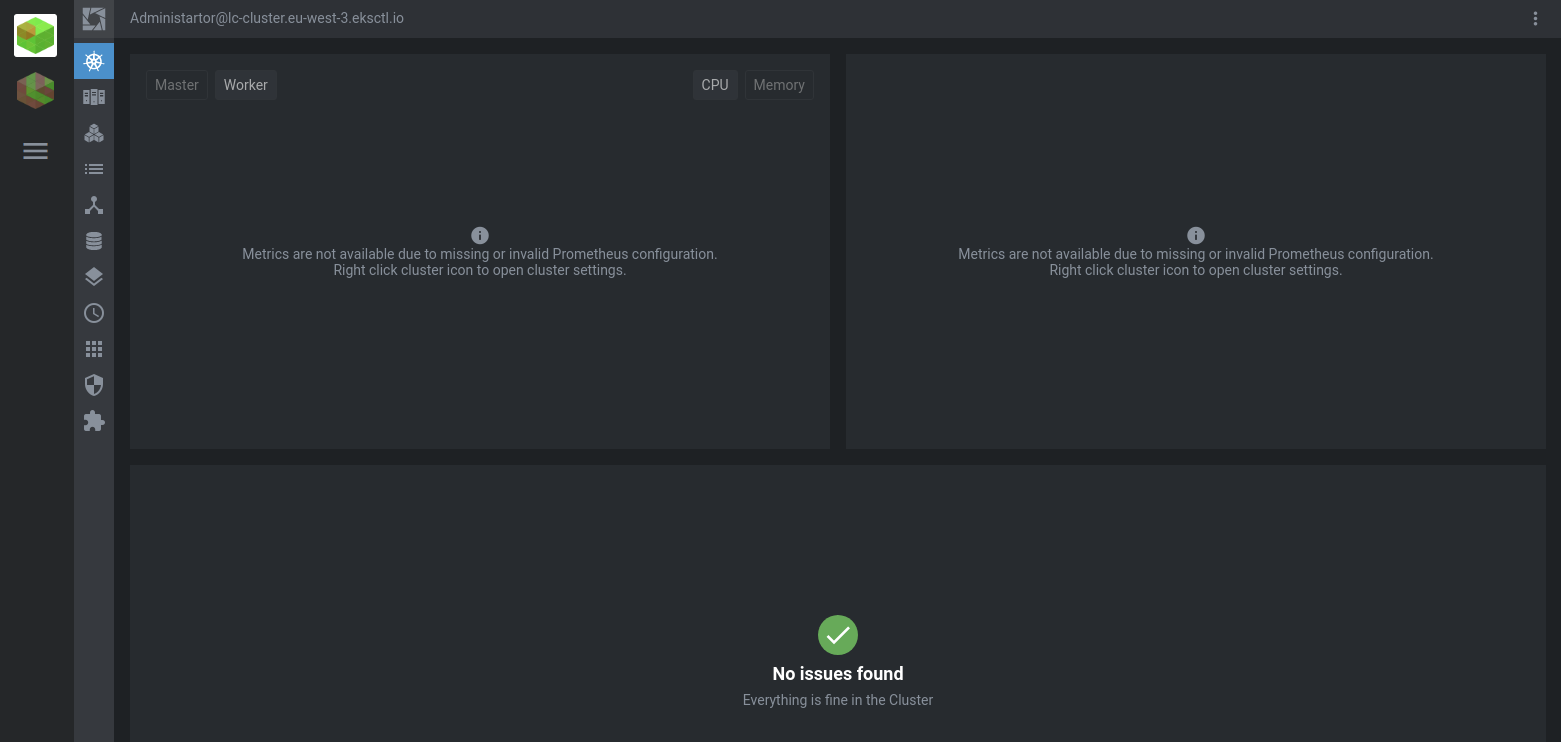 Administartor@lc-cluster.eu-west-3.eksctl.io
Master Worker CPU Memory
Metrics are not available due to missing or invalid Prometheus configuration.
Right click cluster icon to open cluster settings.
Metrics are not available due to missing or invalid Prometheus configuration.
Right click cluster icon to open cluster settings.
No issues found
Everything is fine in the Cluster